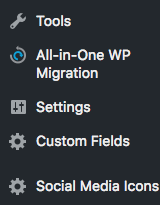 Tools
All-in-One WP
Migration
Settings
Custom Fields
Social Media Icons